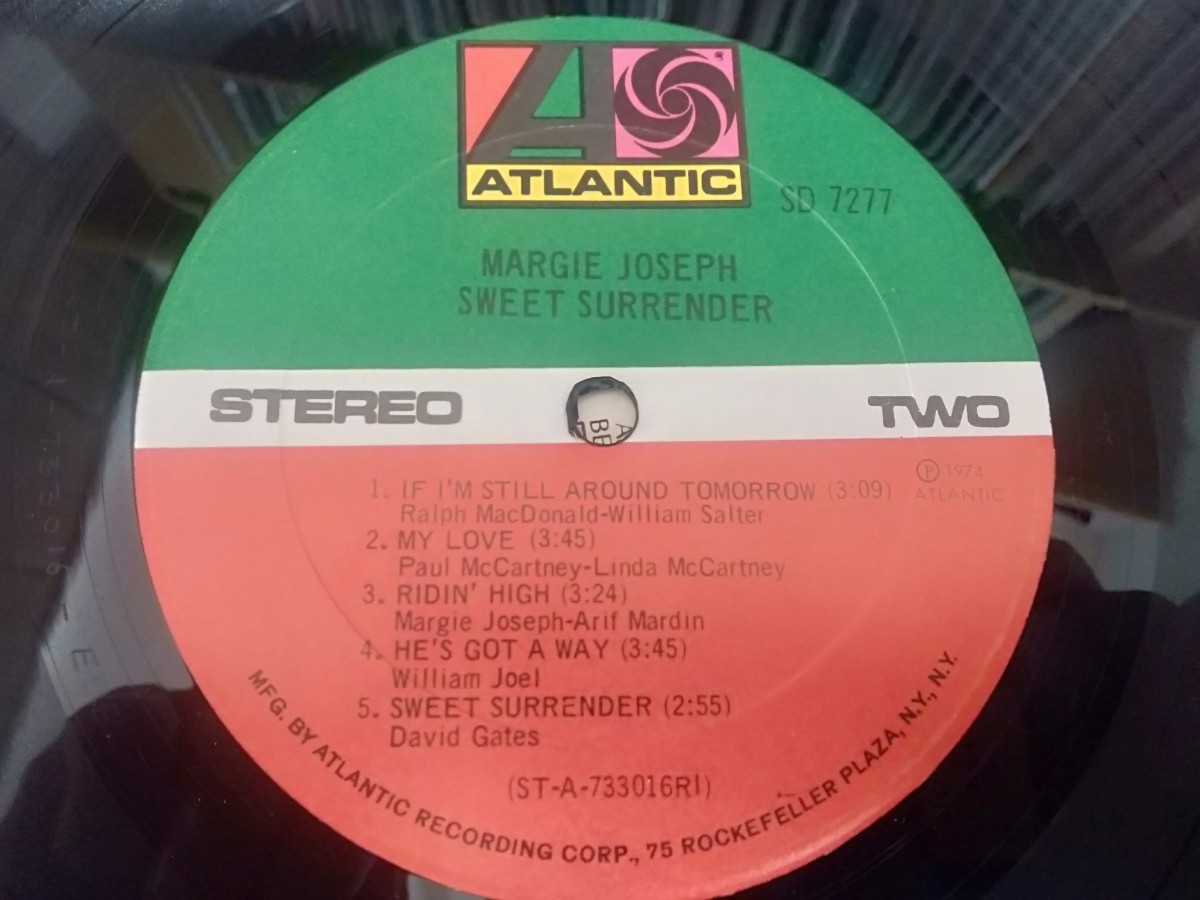 ATLANTIC
SD 7277
MARGIE JOSEPH
SWEET SURRENDER
STEREO
TWO
℗ 1974
ATLANTIC
1. IF I'M STILL AROUND TOMORROW (3:09)
Ralph MacDonald-William Salter
2. MY LOVE (3:45)
Paul McCartney-Linda McCartney
3. RIDIN' HIGH (3:24)
Margie Joseph-Arif Mardin
4. HE'S GOT A WAY (3:45)
William Joel
5. SWEET SURRENDER (2:55)
David Gates
(ST-A-733016RI)
MFG. BY ATLANTIC RECORDING CORP., 75 ROCKEFELLER PLAZA, N.Y., N.Y.